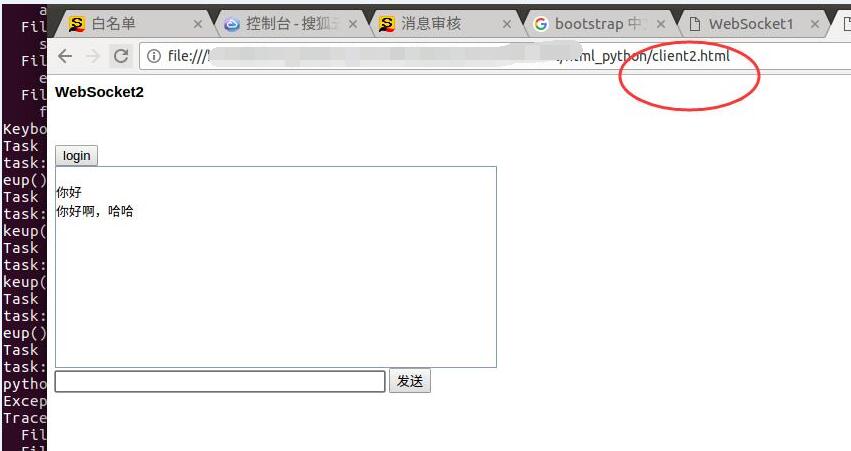 白名单
控制台 - 搜狐
消息审核
bootstrap 中
WebSocket1
file:///
html_python/client2.html
WebSocket2
login
你好
你好啊，哈哈
发送
a
Fil
s
Fil
e
Fil
f
Keybo
Task
task:
eup()
Task
task:
keup(
Task
task:
keup(
Task
task:
eup()
Task
task:
pytho
Excep
Trace
Fil
Fil